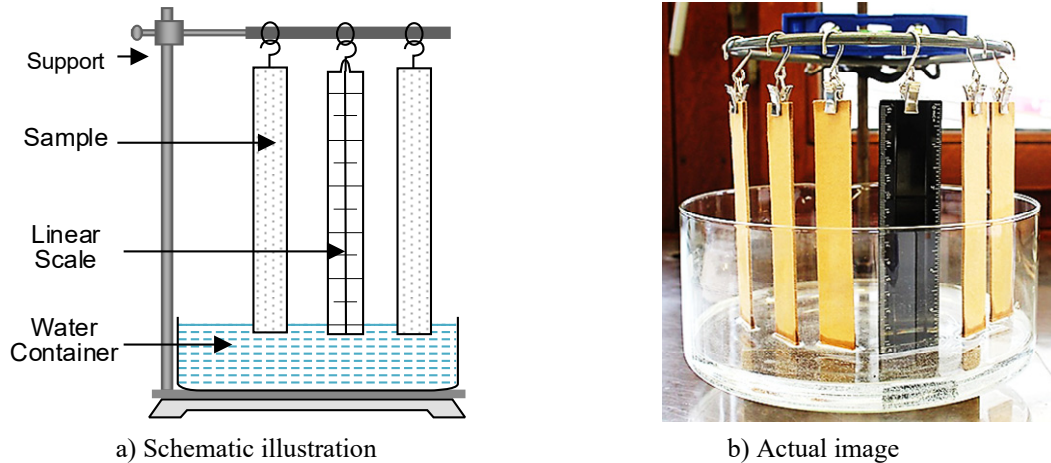 Support
Sample
Linear
Scale
Water
Container
a) Schematic illustration
b) Actual image